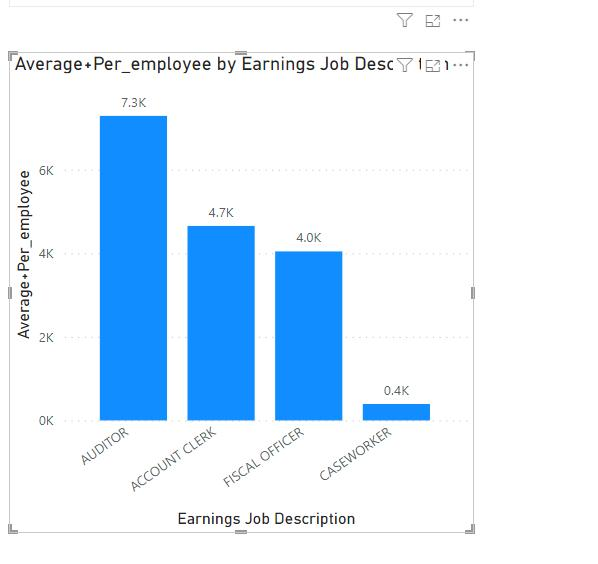 Average+Per_employee by Earnings Job
7.3K
6K
4.7K
4K
4.0K
2K
0.4K
0K
Average+Per_employee
AUDITOR
ACCOUNT CLERK
FISCAL OFFICER
CASEWORKER
Earnings Job Description